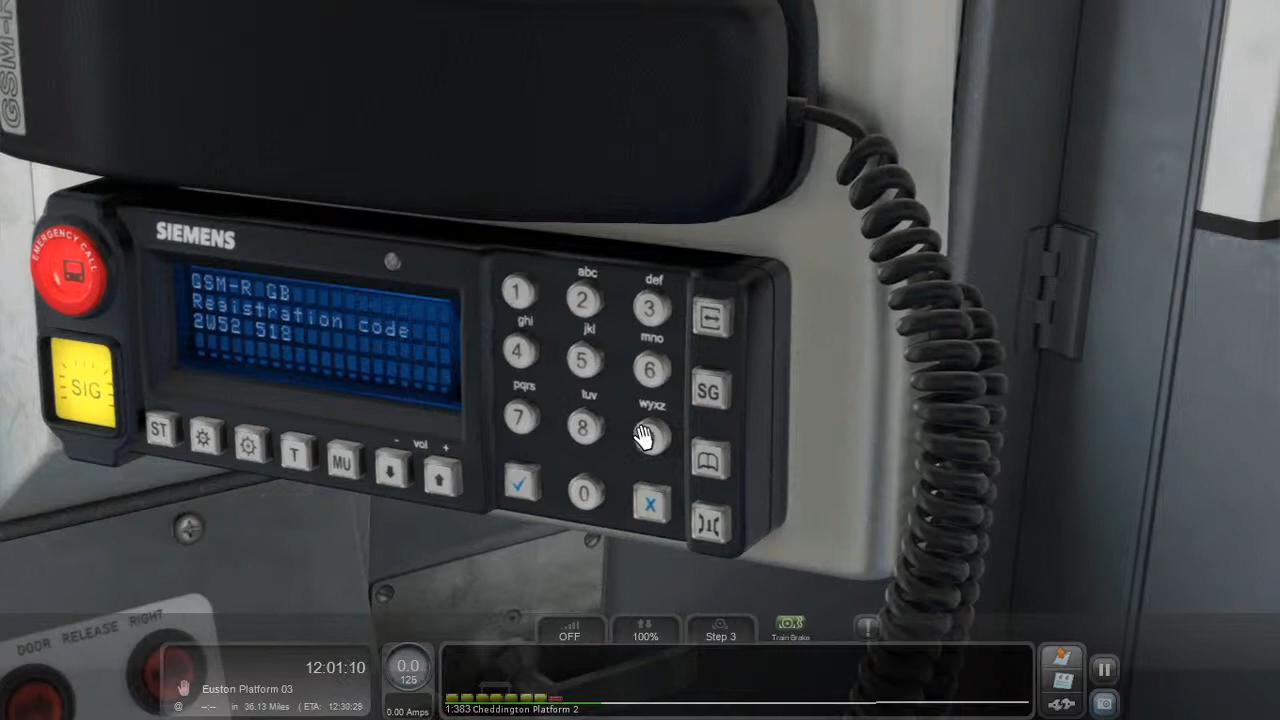 GSM-R
EMERGENCY CALL
SIEMENS
GSM-R GB
Registration code
2W52 518
SIG
ST
T
MU
- vol +
1
abc
2
def
3
ghi
4
jkl
5
mno
6
pqrs
7
tuv
8
wyxz
0
X
SG
DOOR RELEASE RIGHT
OFF
100%
Step 3
Train Brake
12:01:10
Euston Platform 03
--:-- in 36.13 Miles ( ETA: 12:30:28
0.0
125
0.00 Amps
1:383 Cheddington Platform 2